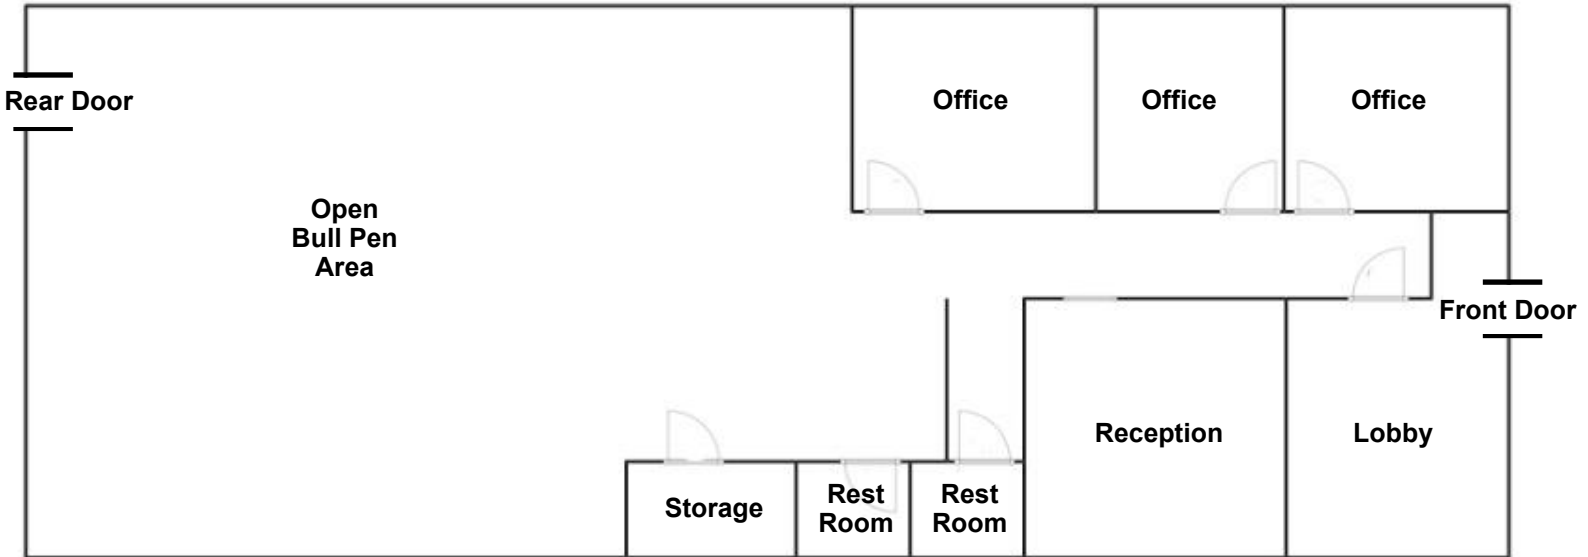 Rear Door
Office
Office
Office
Open
Bull Pen
Area
Front Door
Reception
Lobby
Storage
Rest
Room
Rest
Room